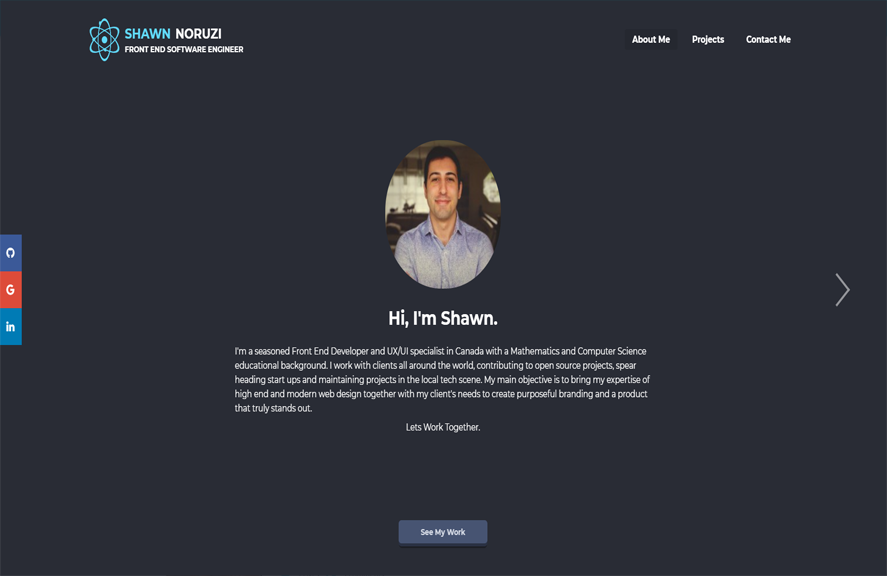 SHAWN NORUZI
FRONT END SOFTWARE ENGINEER
About Me Projects Contact Me
G
in
Hi, I'm Shawn.
I'm a seasoned Front End Developer and UX/UI specialist in Canada with a Mathematics and Computer Science
educational background. I work with clients all around the world, contributing to open source projects, spear
heading start ups and maintaining projects in the local tech scene. My main objective is to bring my expertise of
high end and modern web design together with my client's needs to create purposeful branding and a product
that truly stands out.
Lets Work Together.
See My Work